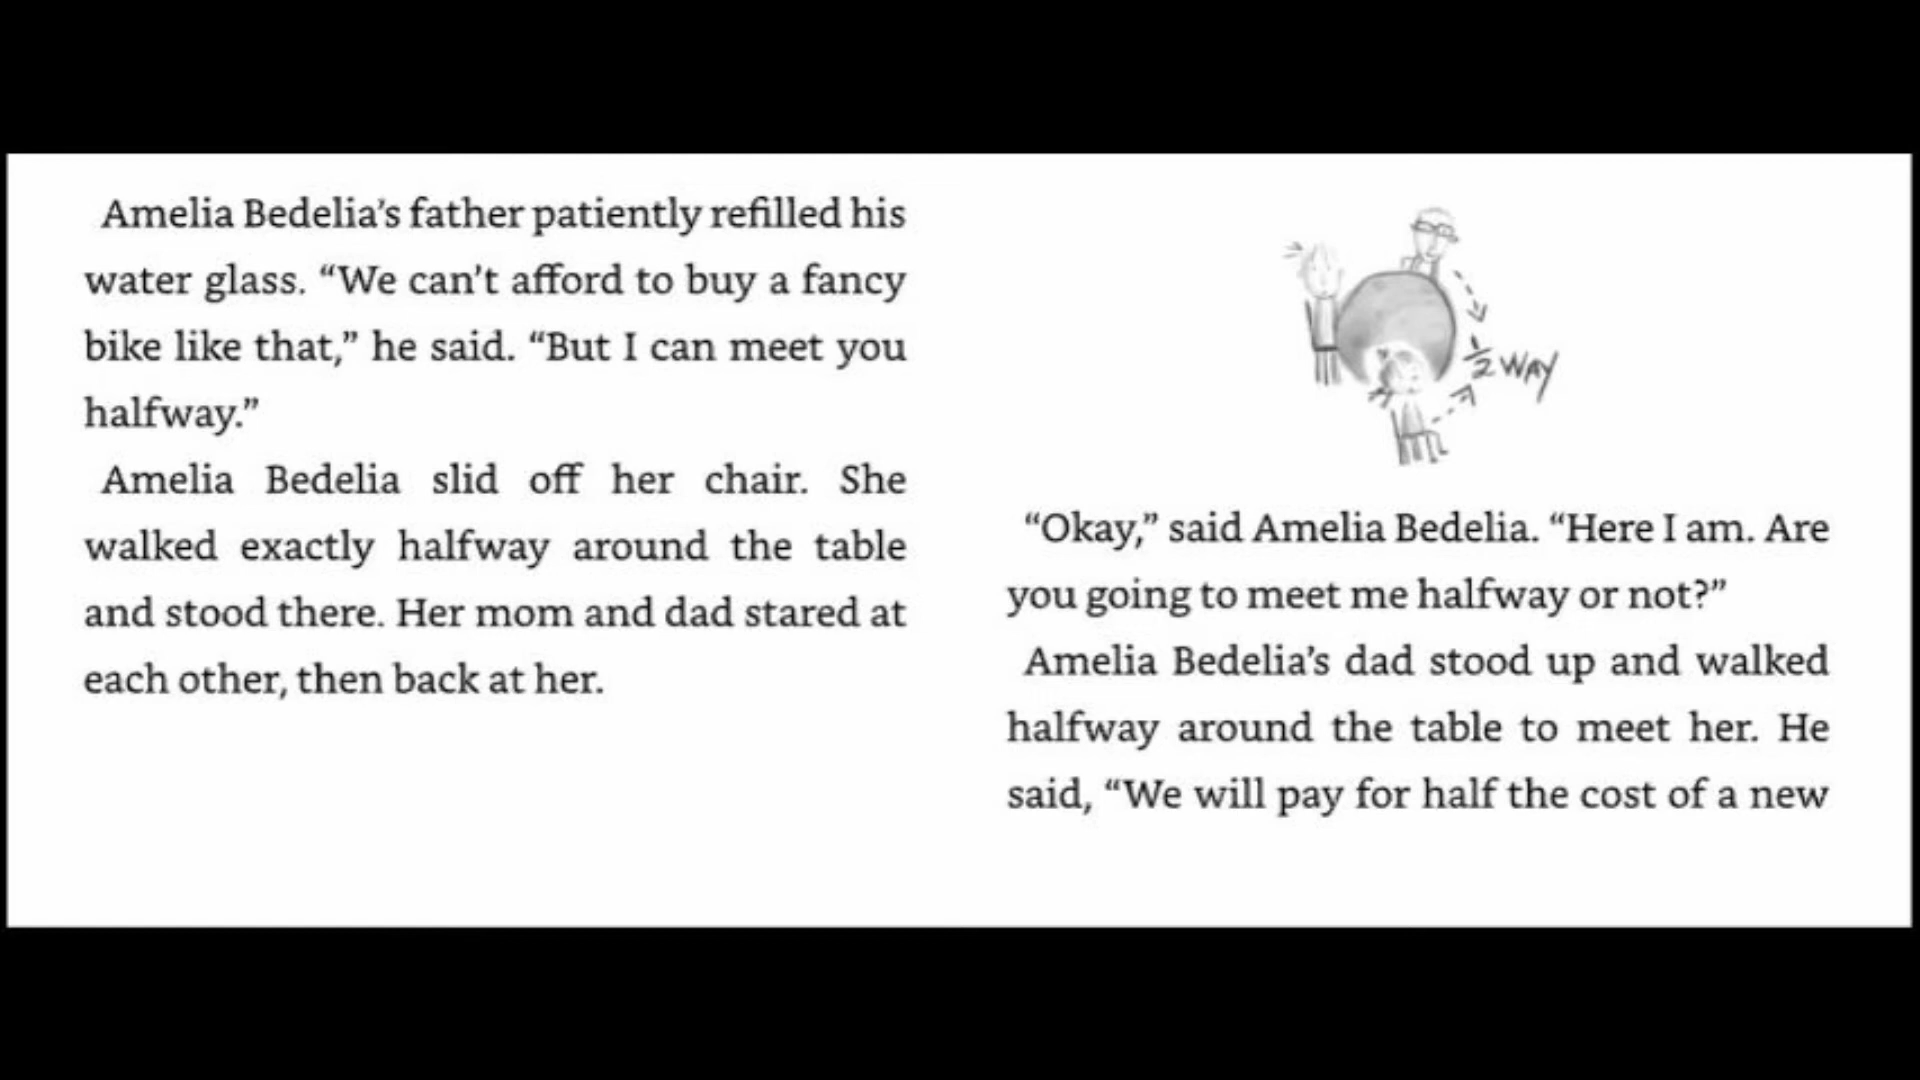 Amelia Bedelia’s father patiently refilled his
water glass. “We can’t afford to buy a fancy
bike like that,” he said. “But I can meet you
halfway.”
Amelia Bedelia slid off her chair. She
walked exactly halfway around the table
and stood there. Her mom and dad stared at
each other, then back at her.
½ WAY
“Okay,” said Amelia Bedelia. “Here I am. Are
you going to meet me halfway or not?”
Amelia Bedelia’s dad stood up and walked
halfway around the table to meet her. He
said, “We will pay for half the cost of a new